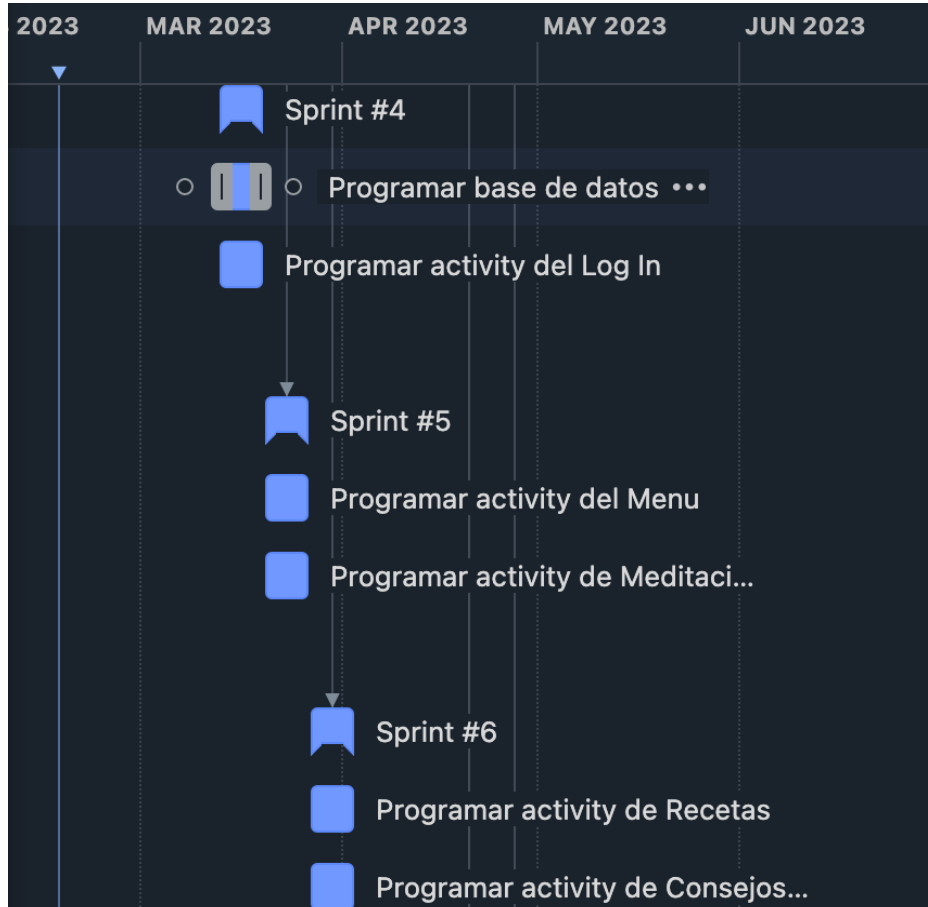 2023 MAR 2023 APR 2023 MAY 2023 JUN 2023
Sprint #4
Programar base de datos
Programar activity del Log In
Sprint #5
Programar activity del Menu
Programar activity de Meditaci...
Sprint #6
Programar activity de Recetas
Programar activity de Consejos...